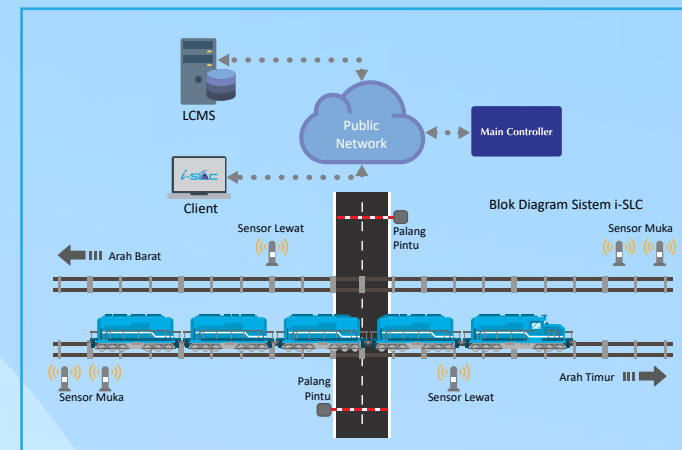 LCMS
Public
Network
Main Controller
i-SLC
Client
Blok Diagram Sistem i-SLC
Sensor Lewat
Palang
Pintu
Sensor Muka
Arah Barat
Arah Timur
Sensor Muka
Palang
Pintu
Sensor Lewat